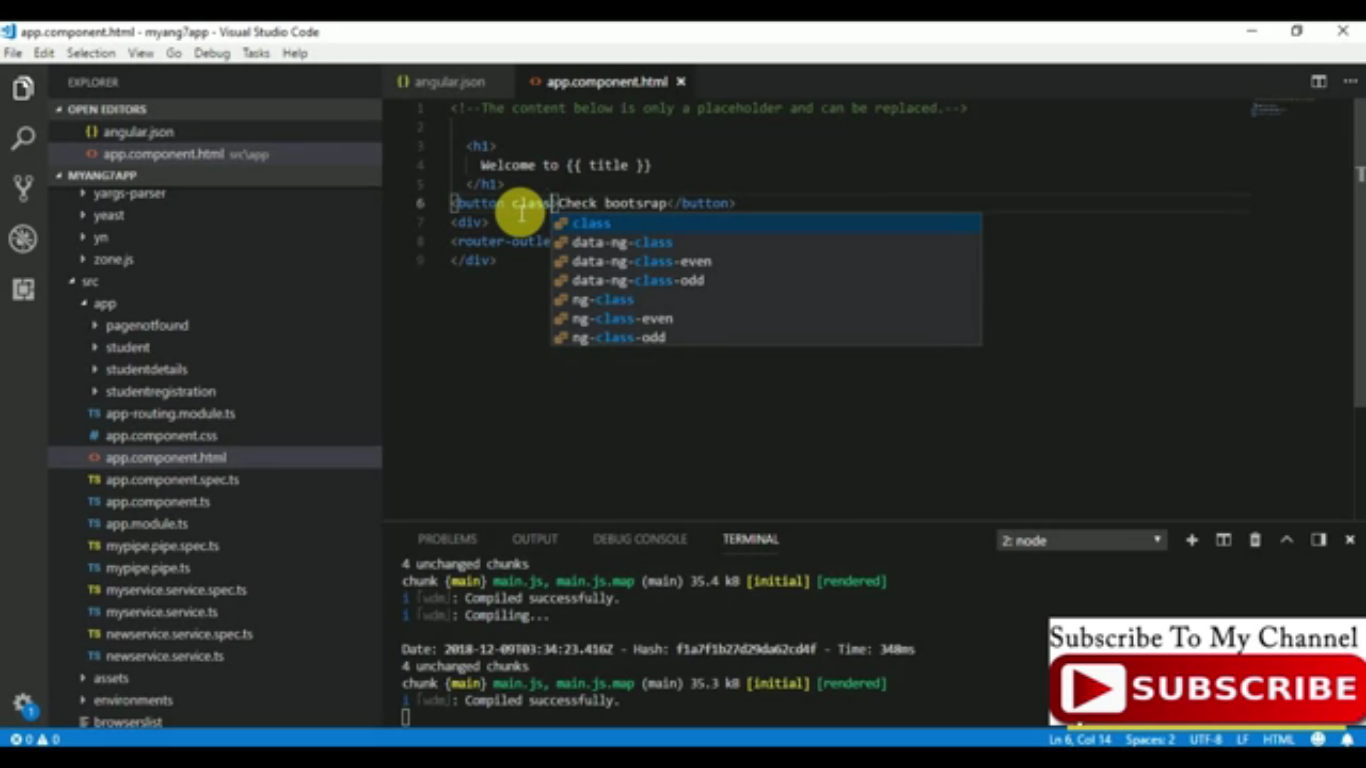 app.component.html - myang7app - Visual Studio Code
File Edit Selection View Go Debug Tasks Help
EXPLORER
OPEN EDITORS
{} angular.json
<> app.component.html src\app
MYANG7APP
yargs-parser
yeast
yn
zone.js
src
app
pagenotfound
student
studentdetails
studentregistration
TS app-routing.module.ts
# app.component.css
<> app.component.html
TS app.component.spec.ts
TS app.component.ts
TS app.module.ts
TS mypipe.pipe.spec.ts
TS mypipe.pipe.ts
TS myservice.service.spec.ts
TS myservice.service.ts
TS newservice.service.spec.ts
TS newservice.service.ts
assets
environments
browserslist
{} angular.json
<> app.component.html
1 <!--The content below is only a placeholder and can be replaced.-->
2
3 <h1>
4 Welcome to {{ title }}
5 </h1>
6 <button class>Check bootsrap</button>
7 <div>
8 <router-outle
9 </div>
class
data-ng-class
data-ng-class-even
data-ng-class-odd
ng-class
ng-class-even
ng-class-odd
PROBLEMS OUTPUT DEBUG CONSOLE TERMINAL
2: node
4 unchanged chunks
chunk {main} main.js, main.js.map (main) 35.4 kB [initial] [rendered]
i ｢wdm｣: Compiled successfully.
i ｢wdm｣: Compiling...
Date: 2018-12-09T03:34:23.416Z - Hash: f1a7f1b27d29da62cd4f - Time: 348ms
4 unchanged chunks
chunk {main} main.js, main.js.map (main) 35.3 kB [initial] [rendered]
i ｢wdm｣: Compiled successfully.
Subscribe To My Channel
SUBSCRIBE
1
0 0
Ln 6, Col 14 Spaces: 2 UTF-8 LF HTML